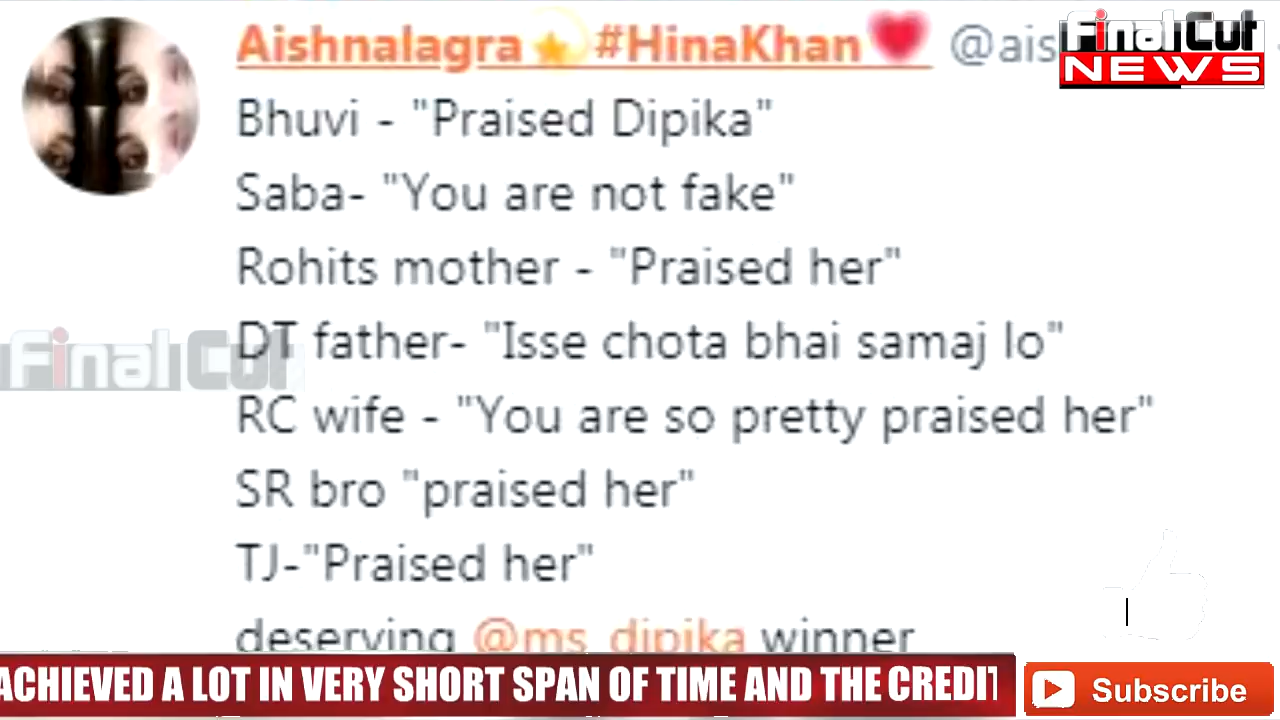 Aishnalagra #HinaKhan @ais
Final Cut
NEWS
Bhuvi - "Praised Dipika"
Saba- "You are not fake"
Rohits mother - "Praised her"
Final Cut
DT father- "Isse chota bhai samaj lo"
RC wife - "You are so pretty praised her"
SR bro "praised her"
TJ-"Praised her"
deserving @ms_dipika winner
ACHIEVED A LOT IN VERY SHORT SPAN OF TIME AND THE CREDIT
Subscribe